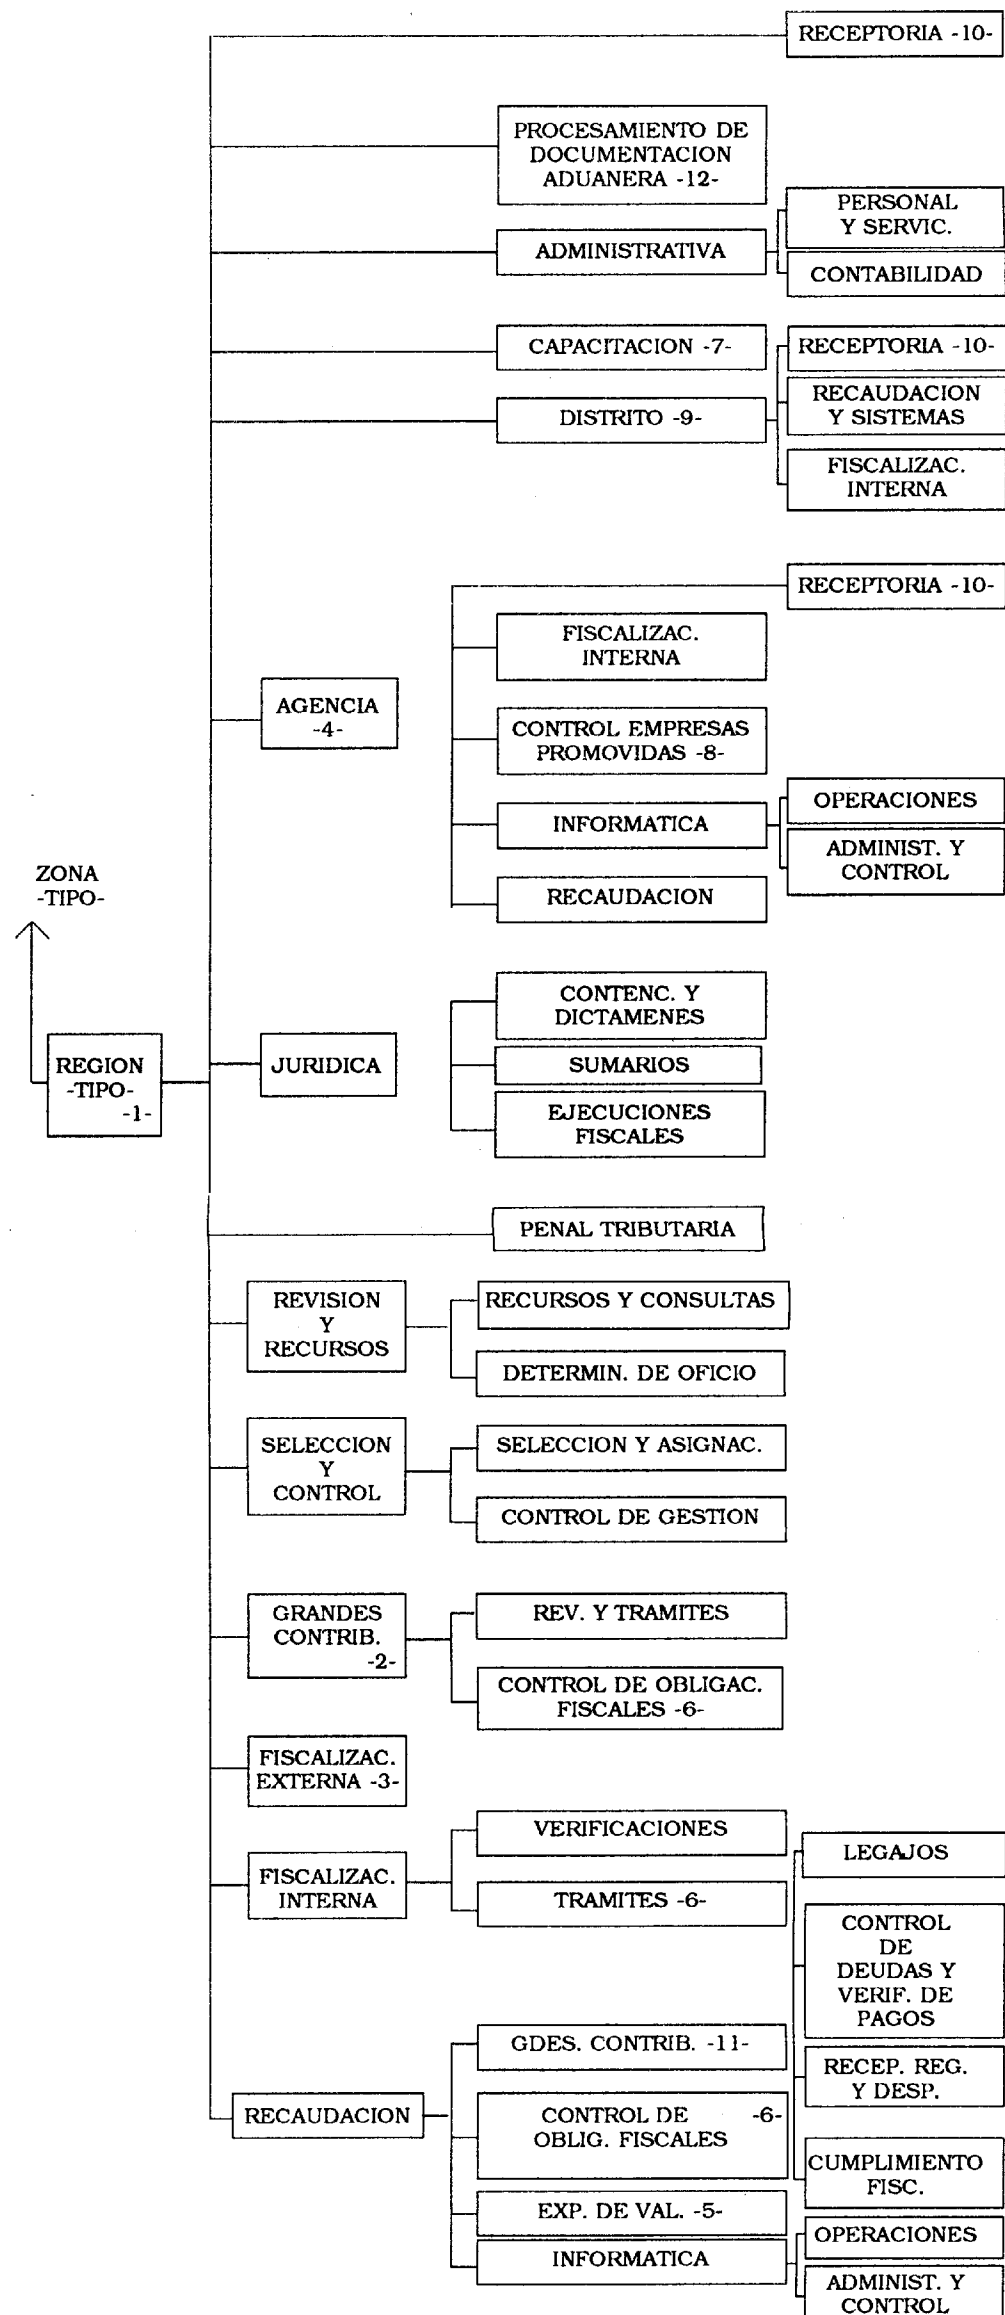 RECEPTORIA -10-
PROCESAMIENTO DE
DOCUMENTACION
ADUANERA -12-
PERSONAL
Y SERVIC.
ADMINISTRATIVA
CONTABILIDAD
CAPACITACION -7-
RECEPTORIA -10-
RECAUDACION
Y SISTEMAS
DISTRITO -9-
FISCALIZAC.
INTERNA
RECEPTORIA -10-
FISCALIZAC.
INTERNA
AGENCIA
-4-
CONTROL EMPRESAS
PROMOVIDAS -8-
OPERACIONES
INFORMATICA
ADMINIST. Y
CONTROL
RECAUDACION
ZONA
-TIPO-
CONTENC. Y
DICTAMENES
REGION
-TIPO-
-1-
JURIDICA
SUMARIOS
EJECUCIONES
FISCALES
PENAL TRIBUTARIA
REVISION
Y
RECURSOS
RECURSOS Y CONSULTAS
DETERMIN. DE OFICIO
SELECCION
Y
CONTROL
SELECCION Y ASIGNAC.
CONTROL DE GESTION
GRANDES
CONTRIB.
-2-
REV. Y TRAMITES
CONTROL DE OBLIGAC.
FISCALES -6-
FISCALIZAC.
EXTERNA -3-
VERIFICACIONES
FISCALIZAC.
INTERNA
TRAMITES -6-
LEGAJOS
CONTROL
DE
DEUDAS Y
VERIF. DE
PAGOS
GDES. CONTRIB. -11-
RECEP. REG.
Y DESP.
RECAUDACION
CONTROL DE -6-
OBLIG. FISCALES
CUMPLIMIENTO
FISC.
EXP. DE VAL. -5-
INFORMATICA
OPERACIONES
ADMINIST. Y
CONTROL